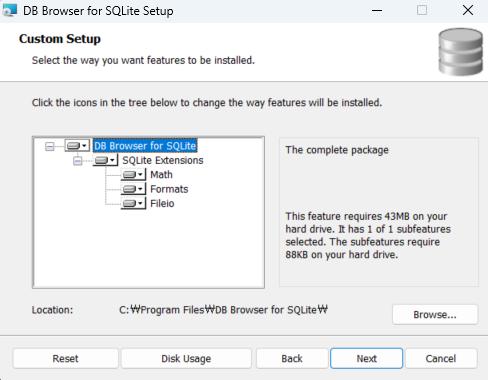 DB Browser for SQLite Setup
Custom Setup
Select the way you want features to be installed.
Click the icons in the tree below to change the way features will be installed.
DB Browser for SQLite
SQLite Extensions
Math
Formats
Fileio
The complete package
This feature requires 43MB on your
hard drive. It has 1 of 1 subfeatures
selected. The subfeatures require
88KB on your hard drive.
Location: C:₩Program Files₩DB Browser for SQLite₩
Browse...
Reset Disk Usage Back Next Cancel